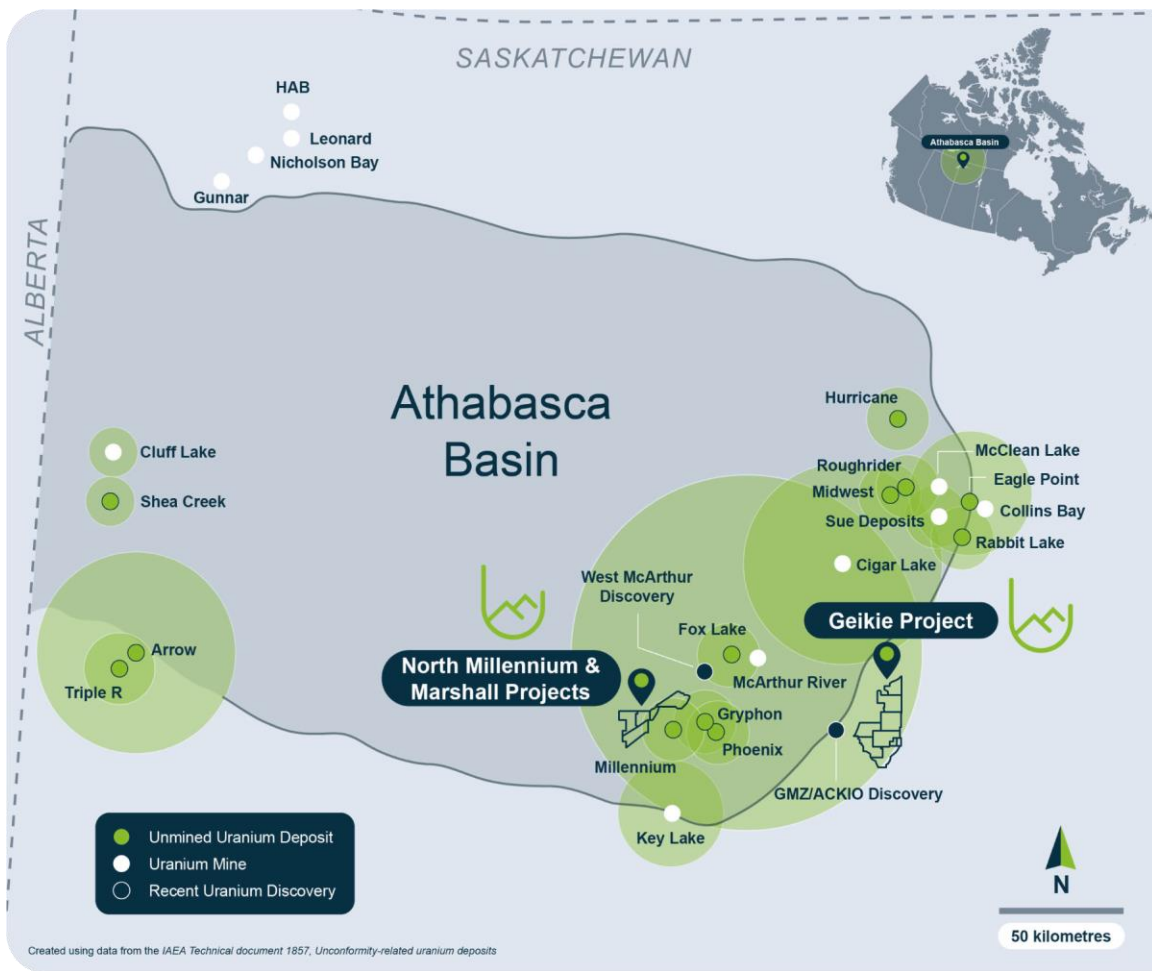 SASKATCHEWAN
HAB
Leonard
Nicholson Bay
Gunnar
Athabasca Basin
ALBERTA
Athabasca
Basin
Hurricane
McClean Lake
Roughrider
Eagle Point
Midwest
Collins Bay
Sue Deposits
Rabbit Lake
Cluff Lake
Shea Creek
Cigar Lake
West McArthur
Discovery
Geikie Project
Fox Lake
Arrow
North Millennium &
Marshall Projects
McArthur River
Triple R
Gryphon
Phoenix
Millennium
GMZ/ACKIO Discovery
Key Lake
Unmined Uranium Deposit
Uranium Mine
Recent Uranium Discovery
N
50 kilometres
Created using data from the IAEA Technical document 1857, Unconformity-related uranium deposits